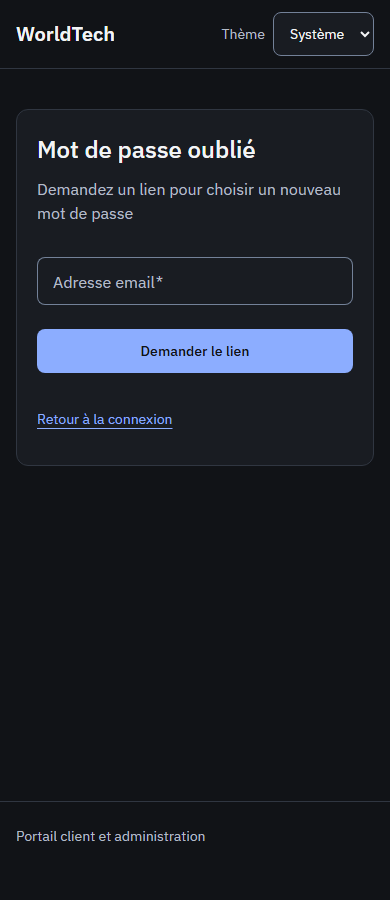 WorldTech
Thème
Système
Mot de passe oublié
Demandez un lien pour choisir un nouveau
mot de passe
Adresse email*
Demander le lien
Retour à la connexion
Portail client et administration